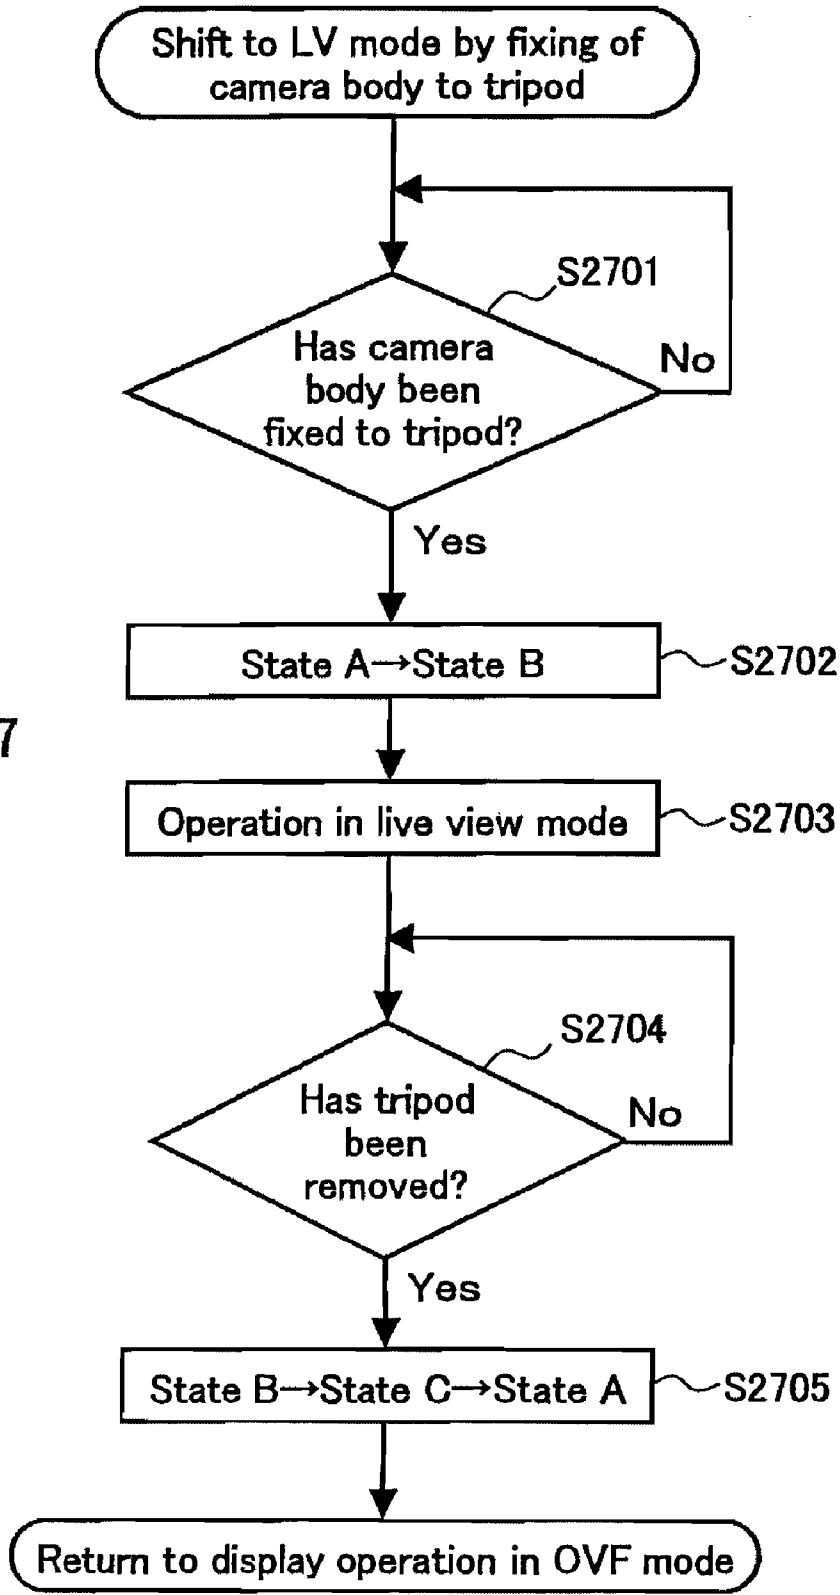 Shift to LV mode by fixing of
camera body to tripod
S2701
Has camera
body been
fixed to tripod?
No
Yes
State A→State B
S2702
7
Operation in live view mode
S2703
S2704
Has tripod
been
removed?
No
Yes
State B→State C→State A
S2705
Return to display operation in OVF mode